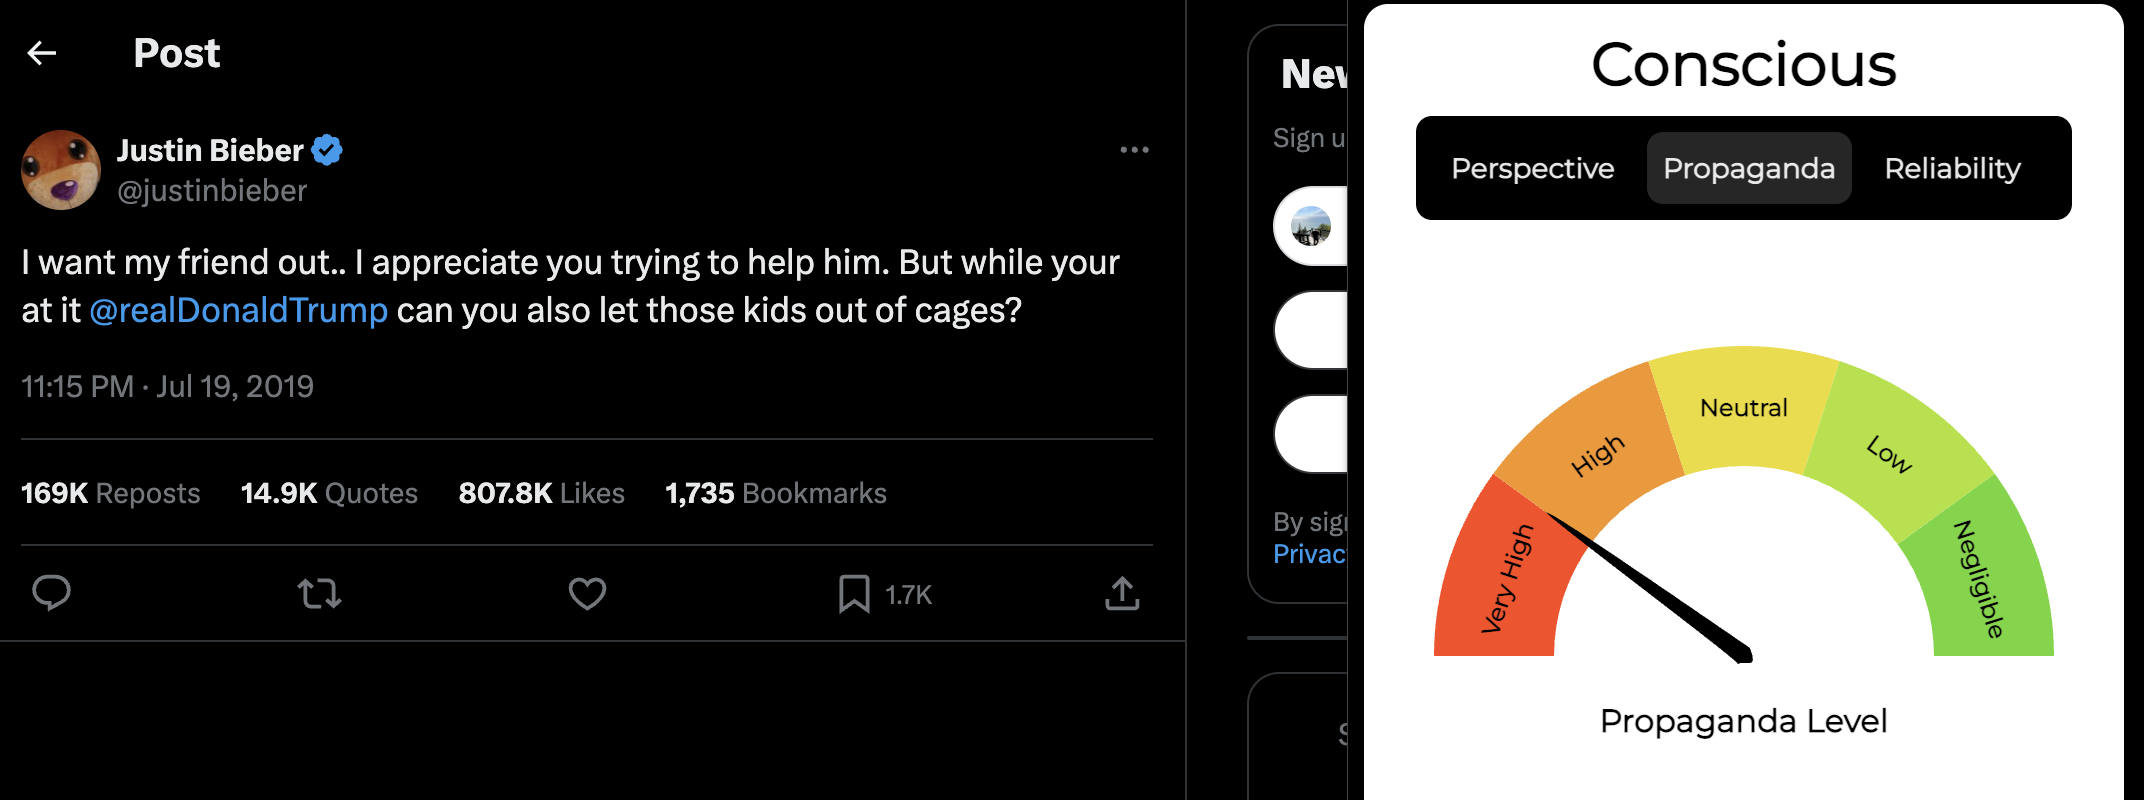 Post
Justin Bieber
@justinbieber
I want my friend out.. I appreciate you trying to help him. But while your
at it @realDonaldTrump can you also let those kids out of cages?
11:15 PM · Jul 19, 2019
169K Reposts 14.9K Quotes 807.8K Likes 1,735 Bookmarks
1.7K
Sign u
By sig
Privac
Conscious
Perspective Propaganda Reliability
Very High
High
Neutral
Low
Negligible
Propaganda Level